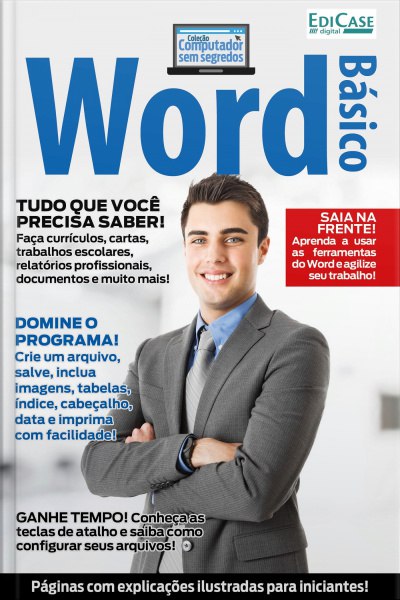 EDICASE
digital
Coleção
Computador
sem segredos
Word
Básico
TUDO QUE VOCÊ
PRECISA SABER!
Faça currículos, cartas,
trabalhos escolares,
relatórios profissionais,
documentos e muito mais!
SAIA NA
FRENTE!
Aprenda a usar
as ferramentas
do Word e agilize
seu trabalho!
DOMINE O
PROGRAMA!
Crie um arquivo,
salve, inclua
imagens, tabelas,
índice, cabeçalho,
data e imprima
com facilidade!
GANHE TEMPO! Conheça as
teclas de atalho e saiba como
configurar seus arquivos!
Páginas com explicações ilustradas para iniciantes!